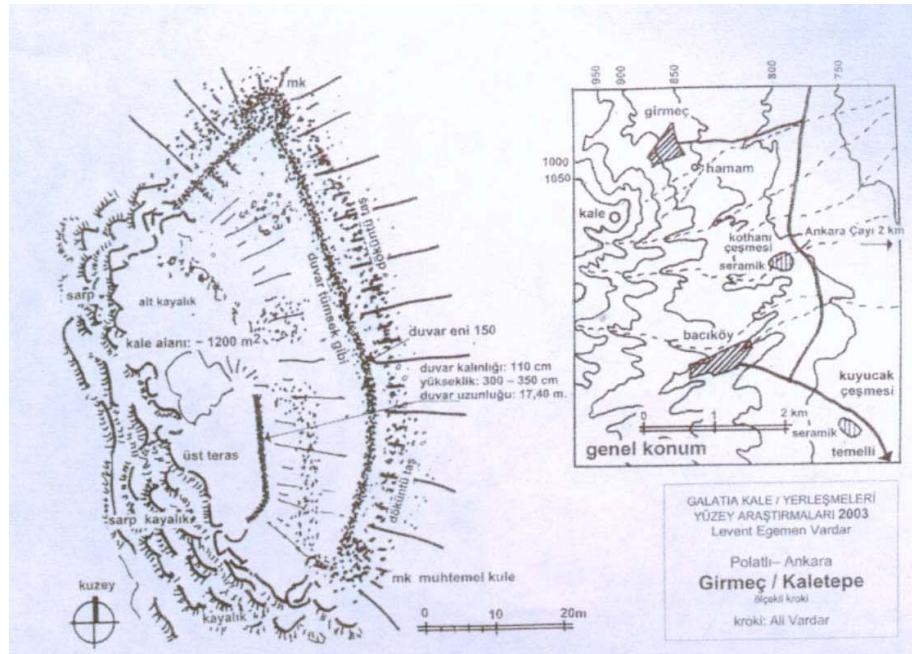 mk
sarp
alt kayalık
kale alanı: ~ 1200 m²
duvar tümsek gibi
döküntü taş
duvar eni 150
duvar kalınlığı: 110 cm
yükseklik: 300 – 350 cm
duvar uzunluğu: 17,40 m.
üst teras
sarp kayalık
döküntü taş
kayalık
mk muhtemel kule
kuzey
0 10 20m
950
900
850
800
750
1000
1050
girmeç
hamam
kale
kothanı
çeşmesi
seramik
Ankara Çayı 2 km
bacıköy
kuyucak
çeşmesi
0 1 2 km
seramik
temelli
genel konum
GALATIA KALE / YERLEŞMELERİ
YÜZEY ARAŞTIRMALARI 2003
Levent Egemen Vardar
Polatlı– Ankara
Girmeç / Kaletepe
ölçekli kroki
kroki: Ali Vardar